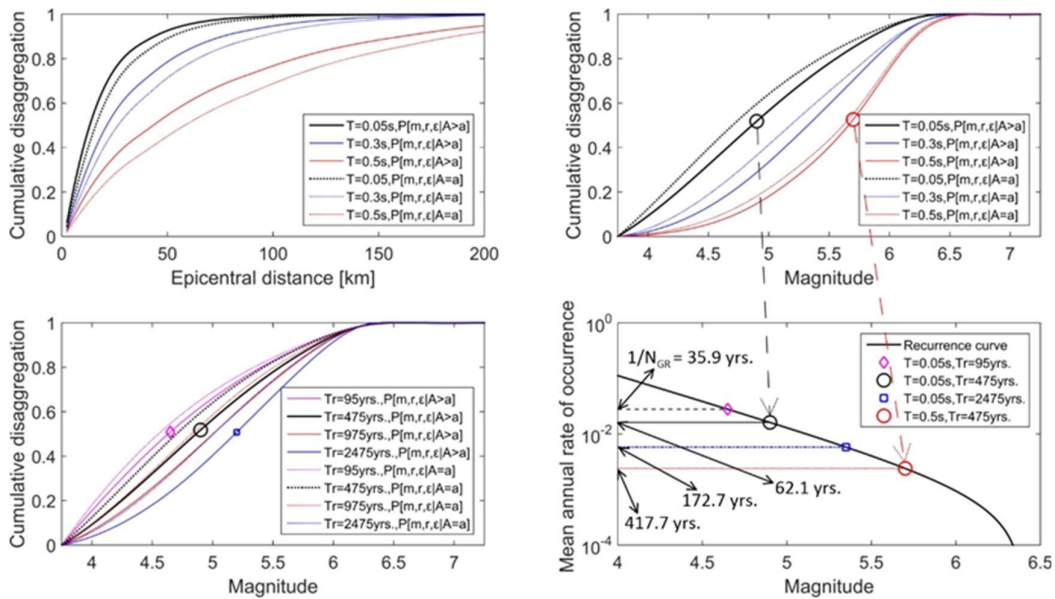 1
0.8
0.6
0.4
0.2
0
Cumulative disaggregation
T=0.05s,P[m,r,ε|A>a]
T=0.3s,P[m,r,ε|A>a]
T=0.5s,P[m,r,ε|A>a]
T=0.05,P[m,r,ε|A=a]
T=0.3s,P[m,r,ε|A=a]
T=0.5s,P[m,r,ε|A=a]
0 50 100 150 200
Epicentral distance [km]
1
0.8
0.6
0.4
0.2
0
Cumulative disaggregation
T=0.05s,P[m,r,ε|A>a]
T=0.3s,P[m,r,ε|A>a]
T=0.5s,P[m,r,ε|A>a]
T=0.05,P[m,r,ε|A=a]
T=0.3s,P[m,r,ε|A=a]
T=0.5s,P[m,r,ε|A=a]
4 4.5 5 5.5 6 6.5 7
Magnitude
1
0.8
0.6
0.4
0.2
0
Cumulative disaggregation
Tr=95yrs.,P[m,r,ε|A>a]
Tr=475yrs.,P[m,r,ε|A>a]
Tr=975yrs.,P[m,r,ε|A>a]
Tr=2475yrs.,P[m,r,ε|A>a]
Tr=95yrs.,P[m,r,ε|A=a]
Tr=475yrs.,P[m,r,ε|A=a]
Tr=975yrs.,P[m,r,ε|A=a]
Tr=2475yrs.,P[m,r,ε|A=a]
4 4.5 5 5.5 6 6.5 7
Magnitude
10⁰
10⁻²
10⁻⁴
Mean annual rate of occurrence
1/N_GR = 35.9 yrs.
Recurrence curve
T=0.05s,Tr=95yrs.
T=0.05s,Tr=475yrs.
T=0.05s,Tr=2475yrs.
T=0.5s,Tr=475yrs.
62.1 yrs.
172.7 yrs.
417.7 yrs.
4 4.5 5 5.5 6 6.5
Magnitude